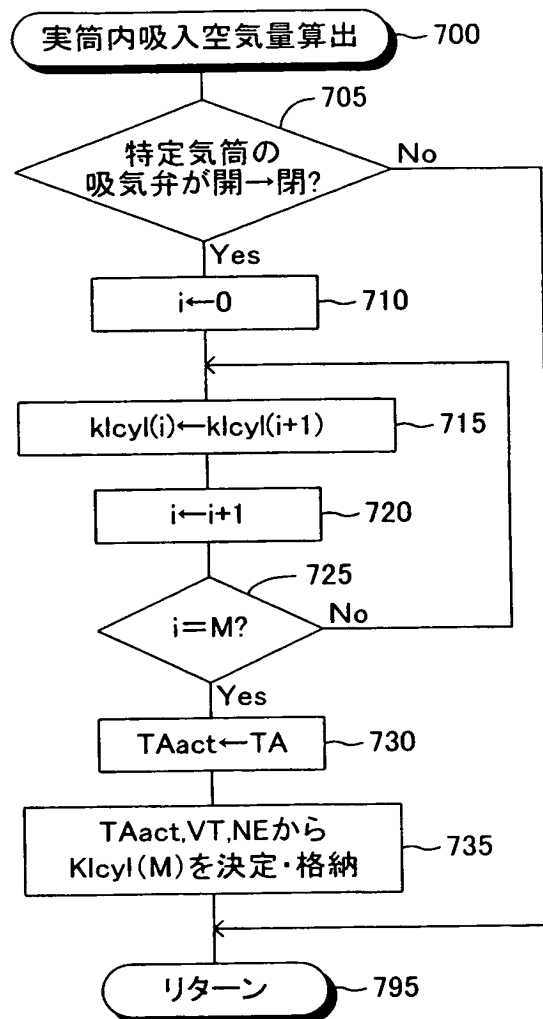 実筒内吸入空気量算出
700
705
特定気筒の
吸気弁が開→閉?
No
Yes
i←0
710
klcyl(i)←klcyl(i+1)
715
i←i+1
720
725
i=M?
No
Yes
TAact←TA
730
TAact,VT,NEから
Klcyl(M)を決定・格納
735
リターン
795